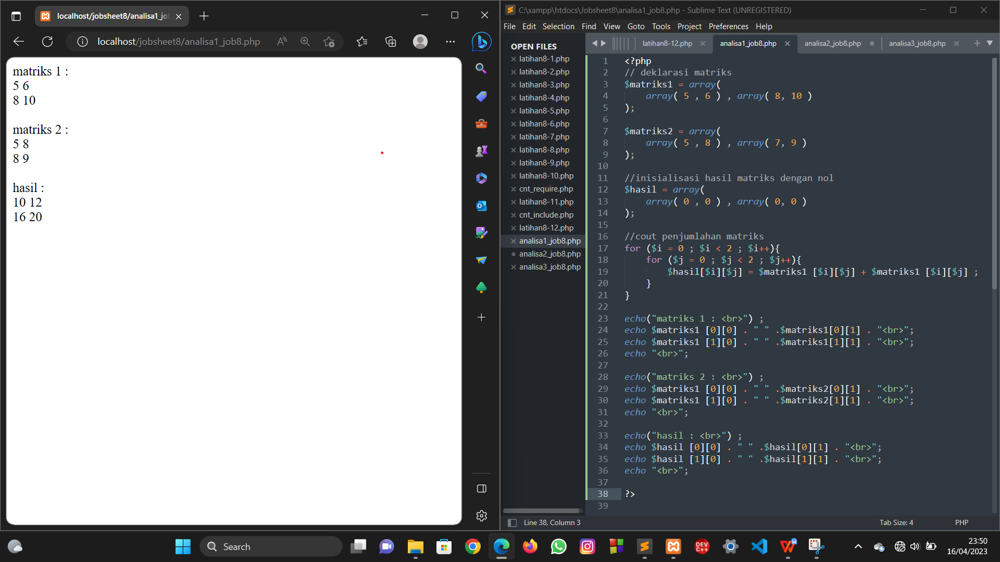 localhost/jobsheet8/analisa1_jo
localhost/jobsheet8/analisa1_job8.php
matriks 1 :
5 6
8 10
matriks 2 :
5 8
8 9
hasil :
10 12
16 20
C:\xampp\htdocs\Jobsheet8\analisa1_job8.php - Sublime Text (UNREGISTERED)
File Edit Selection Find View Goto Tools Project Preferences Help
OPEN FILES
latihan8-1.php
latihan8-2.php
latihan8-3.php
latihan8-4.php
latihan8-5.php
latihan8-6.php
latihan8-7.php
latihan8-8.php
latihan8-9.php
latihan8-10.php
cnt_require.php
latihan8-11.php
cnt_include.php
latihan8-12.php
analisa1_job8.php
analisa2_job8.php
analisa3_job8.php
latihan8-12.php analisa1_job8.php analisa2_job8.php analisa3_job8.php
1 <?php
2 // deklarasi matriks
3 $matriks1 = array(
4 array( 5 , 6 ) , array( 8, 10 )
5 );
6
7 $matriks2 = array(
8 array( 5 , 8 ) , array( 7, 9 )
9 );
10
11 //inisialisasi hasil matriks dengan nol
12 $hasil = array(
13 array( 0 , 0 ) , array( 0, 0 )
14 );
15
16 //cout penjumlahan matriks
17 for ($i = 0 ; $i < 2 ; $i++){
18 for ($j = 0 ; $j < 2 ; $j++){
19 $hasil[$i][$j] = $matriks1 [$i][$j] + $matriks1 [$i][$j] ;
20 }
21 }
22
23 echo("matriks 1 : <br>") ;
24 echo $matriks1 [0][0] . " " .$matriks1[0][1] . "<br>";
25 echo $matriks1 [1][0] . " " .$matriks1[1][1] . "<br>";
26 echo "<br>";
27
28 echo("matriks 2 : <br>") ;
29 echo $matriks1 [0][0] . " " .$matriks2[0][1] . "<br>";
30 echo $matriks1 [1][0] . " " .$matriks2[1][1] . "<br>";
31 echo "<br>";
32
33 echo("hasil : <br>") ;
34 echo $hasil [0][0] . " " .$hasil[0][1] . "<br>";
35 echo $hasil [1][0] . " " .$hasil[1][1] . "<br>";
36 echo "<br>";
37
38 ?>
39
Line 38, Column 3
Tab Size: 4
PHP
Search
DEV
C++
23:50
16/04/2023